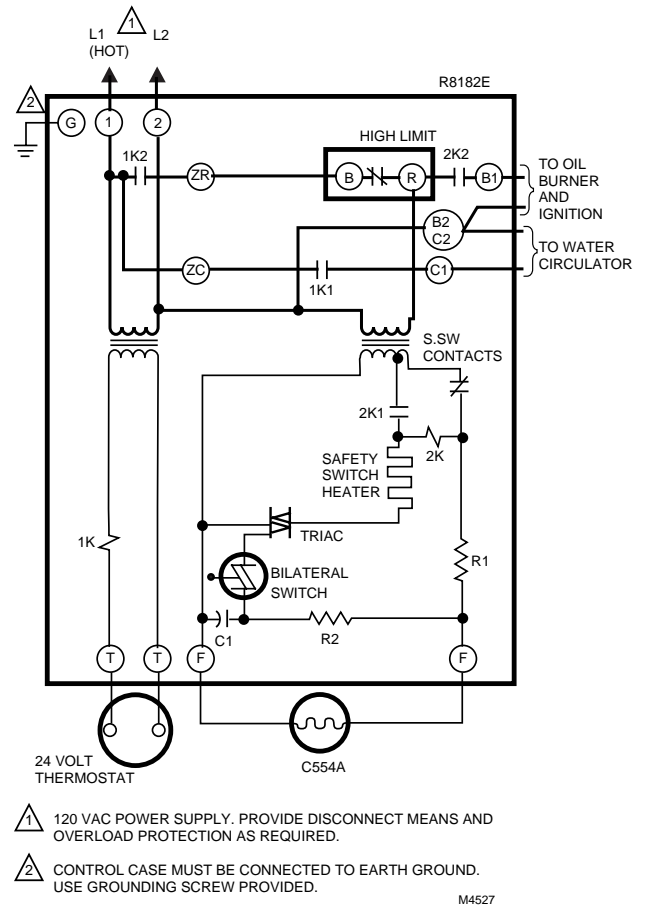 1
L1
(HOT)
L2
2
R8182E
G
1
2
HIGH LIMIT
1K2
2K2
ZR
B
R
B1
TO OIL
BURNER
AND
IGNITION
B2
C2
TO WATER
CIRCULATOR
ZC
1K1
C1
S.SW
CONTACTS
2K1
2K
SAFETY
SWITCH
HEATER
1K
TRIAC
R1
BILATERAL
SWITCH
C1
R2
T
T
F
F
24 VOLT
THERMOSTAT
C554A
1 120 VAC POWER SUPPLY. PROVIDE DISCONNECT MEANS AND
OVERLOAD PROTECTION AS REQUIRED.
2 CONTROL CASE MUST BE CONNECTED TO EARTH GROUND.
USE GROUNDING SCREW PROVIDED.
M4527